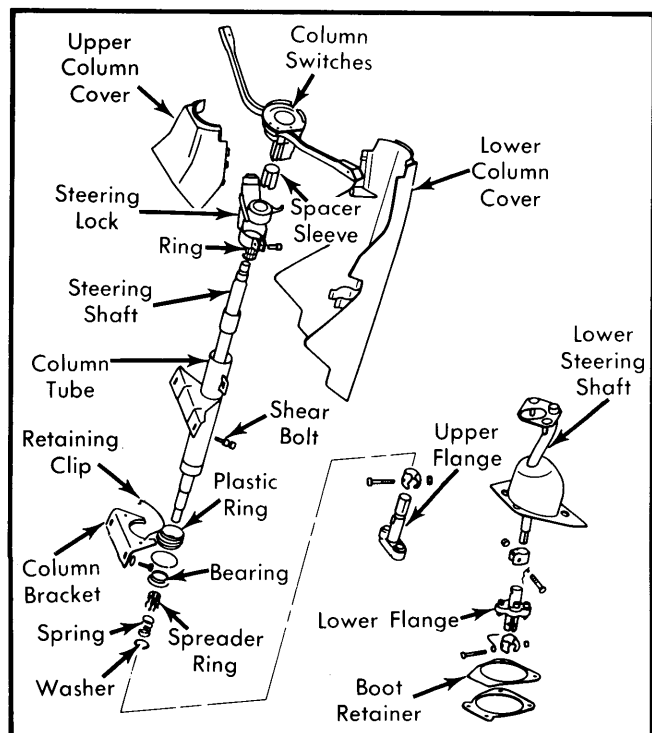 Upper
Column
Cover
Column
Switches
Lower
Column
Cover
Steering
Lock
Spacer
Sleeve
Ring
Steering
Shaft
Column
Tube
Shear
Bolt
Lower
Steering
Shaft
Retaining
Clip
Plastic
Ring
Upper
Flange
Column
Bracket
Bearing
Spring
Spreader
Ring
Washer
Lower Flange
Boot
Retainer